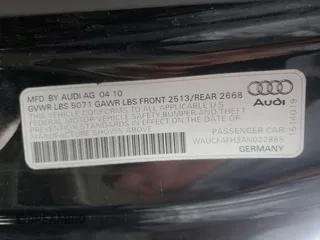 MFD. BY AUDI AG 04 10
GVWR LBS 5071 GAWR LBS FRONT 2513/REAR 2668
THIS VEHICLE CONFORMS TO ALL APPLICABLE U.S.
FEDERAL MOTOR VEHICLE
SAFETY, BUMPER, AND THEFT PREVENTION
STANDARDS IN EFFECT ON THE DATE OF
MANUFACTURE SHOWN ABOVE
Audi
PASSENGER CAR
GERMANY